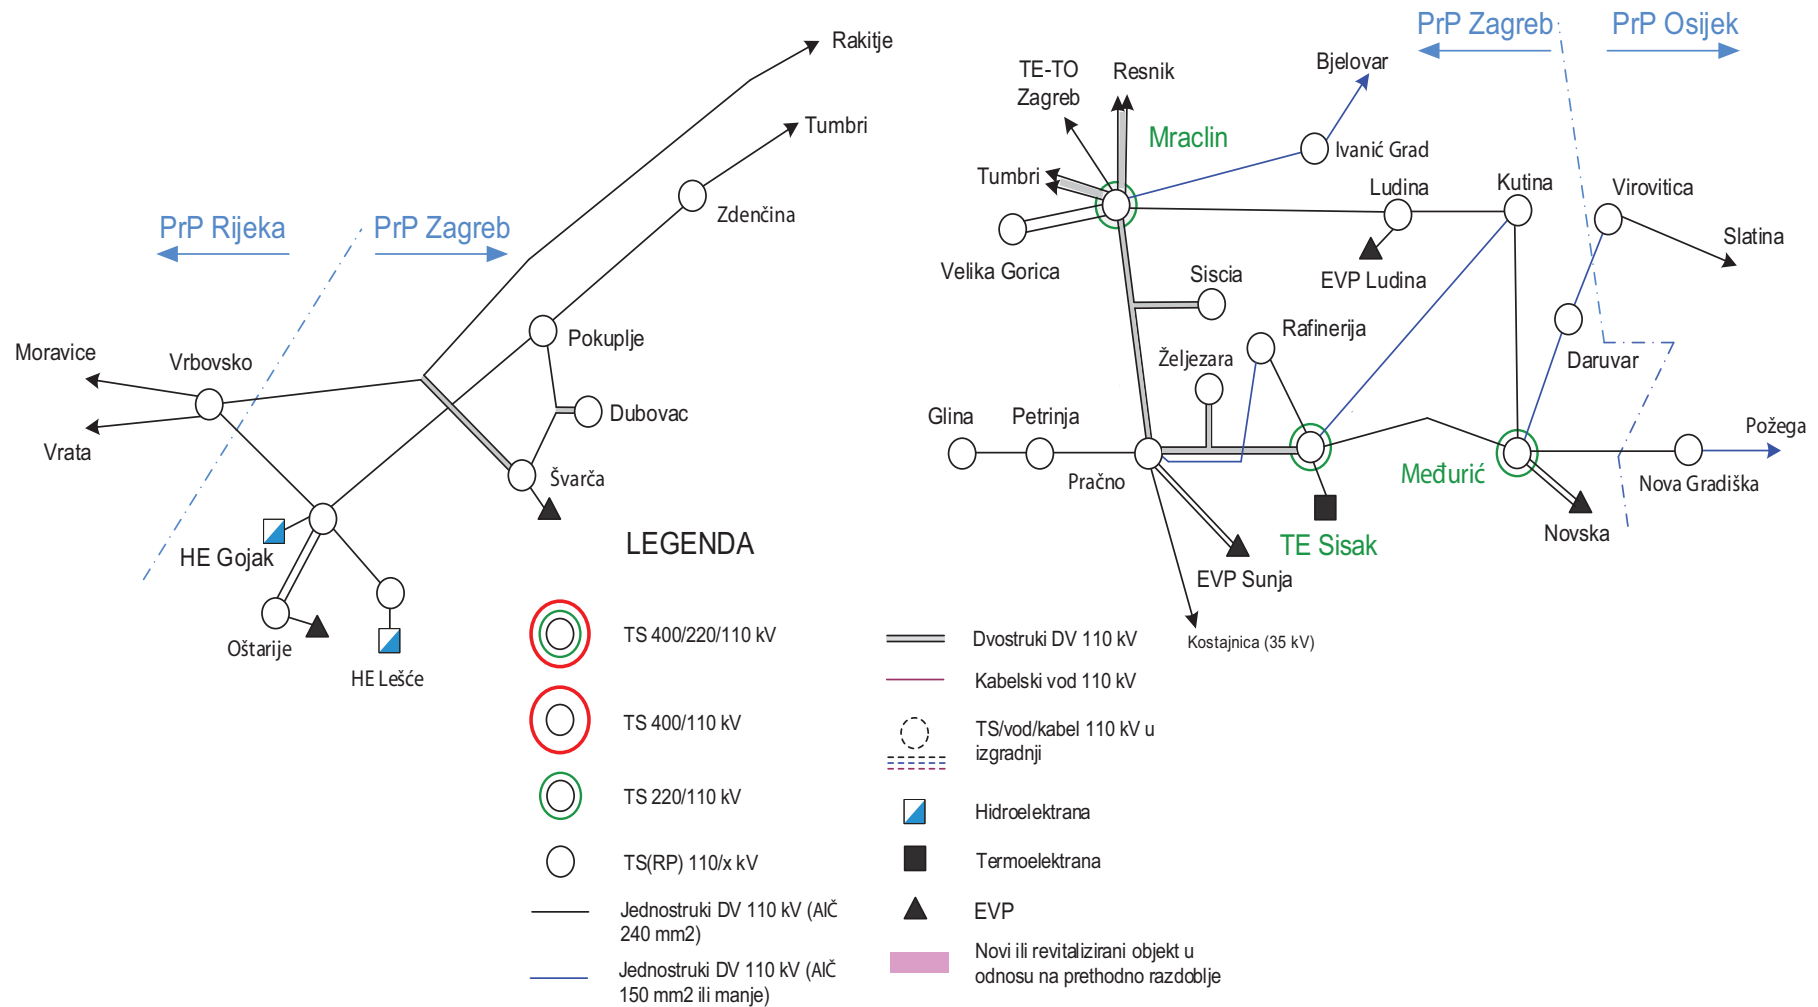 Rakitje
Tumbri
Zdenčina
PrP Rijeka
PrP Zagreb
Pokuplje
Moravice
Vrbovsko
Dubovac
Vrata
Švarča
HE Gojak
Oštarije
HE Lešće
PrP Zagreb
PrP Osijek
TE-TO
Zagreb
Resnik
Bjelovar
Mraclin
Ivanić Grad
Tumbri
Ludina
Kutina
Virovitica
Velika Gorica
Siscia
EVP Ludina
Slatina
Rafinerija
Željezara
Daruvar
Glina
Petrinja
Pračno
Međurić
Požega
Nova Gradiška
Novska
TE Sisak
EVP Sunja
Kostajnica (35 kV)
LEGENDA
TS 400/220/110 kV
TS 400/110 kV
TS 220/110 kV
TS(RP) 110/x kV
Jednostruki DV 110 kV (AlČ
240 mm2)
Jednostruki DV 110 kV (AlČ
150 mm2 ili manje)
Dvostruki DV 110 kV
Kabelski vod 110 kV
TS/vod/kabel 110 kV u
izgradnji
Hidroelektrana
Termoelektrana
EVP
Novi ili revitalizirani objekt u
odnosu na prethodno razdoblje